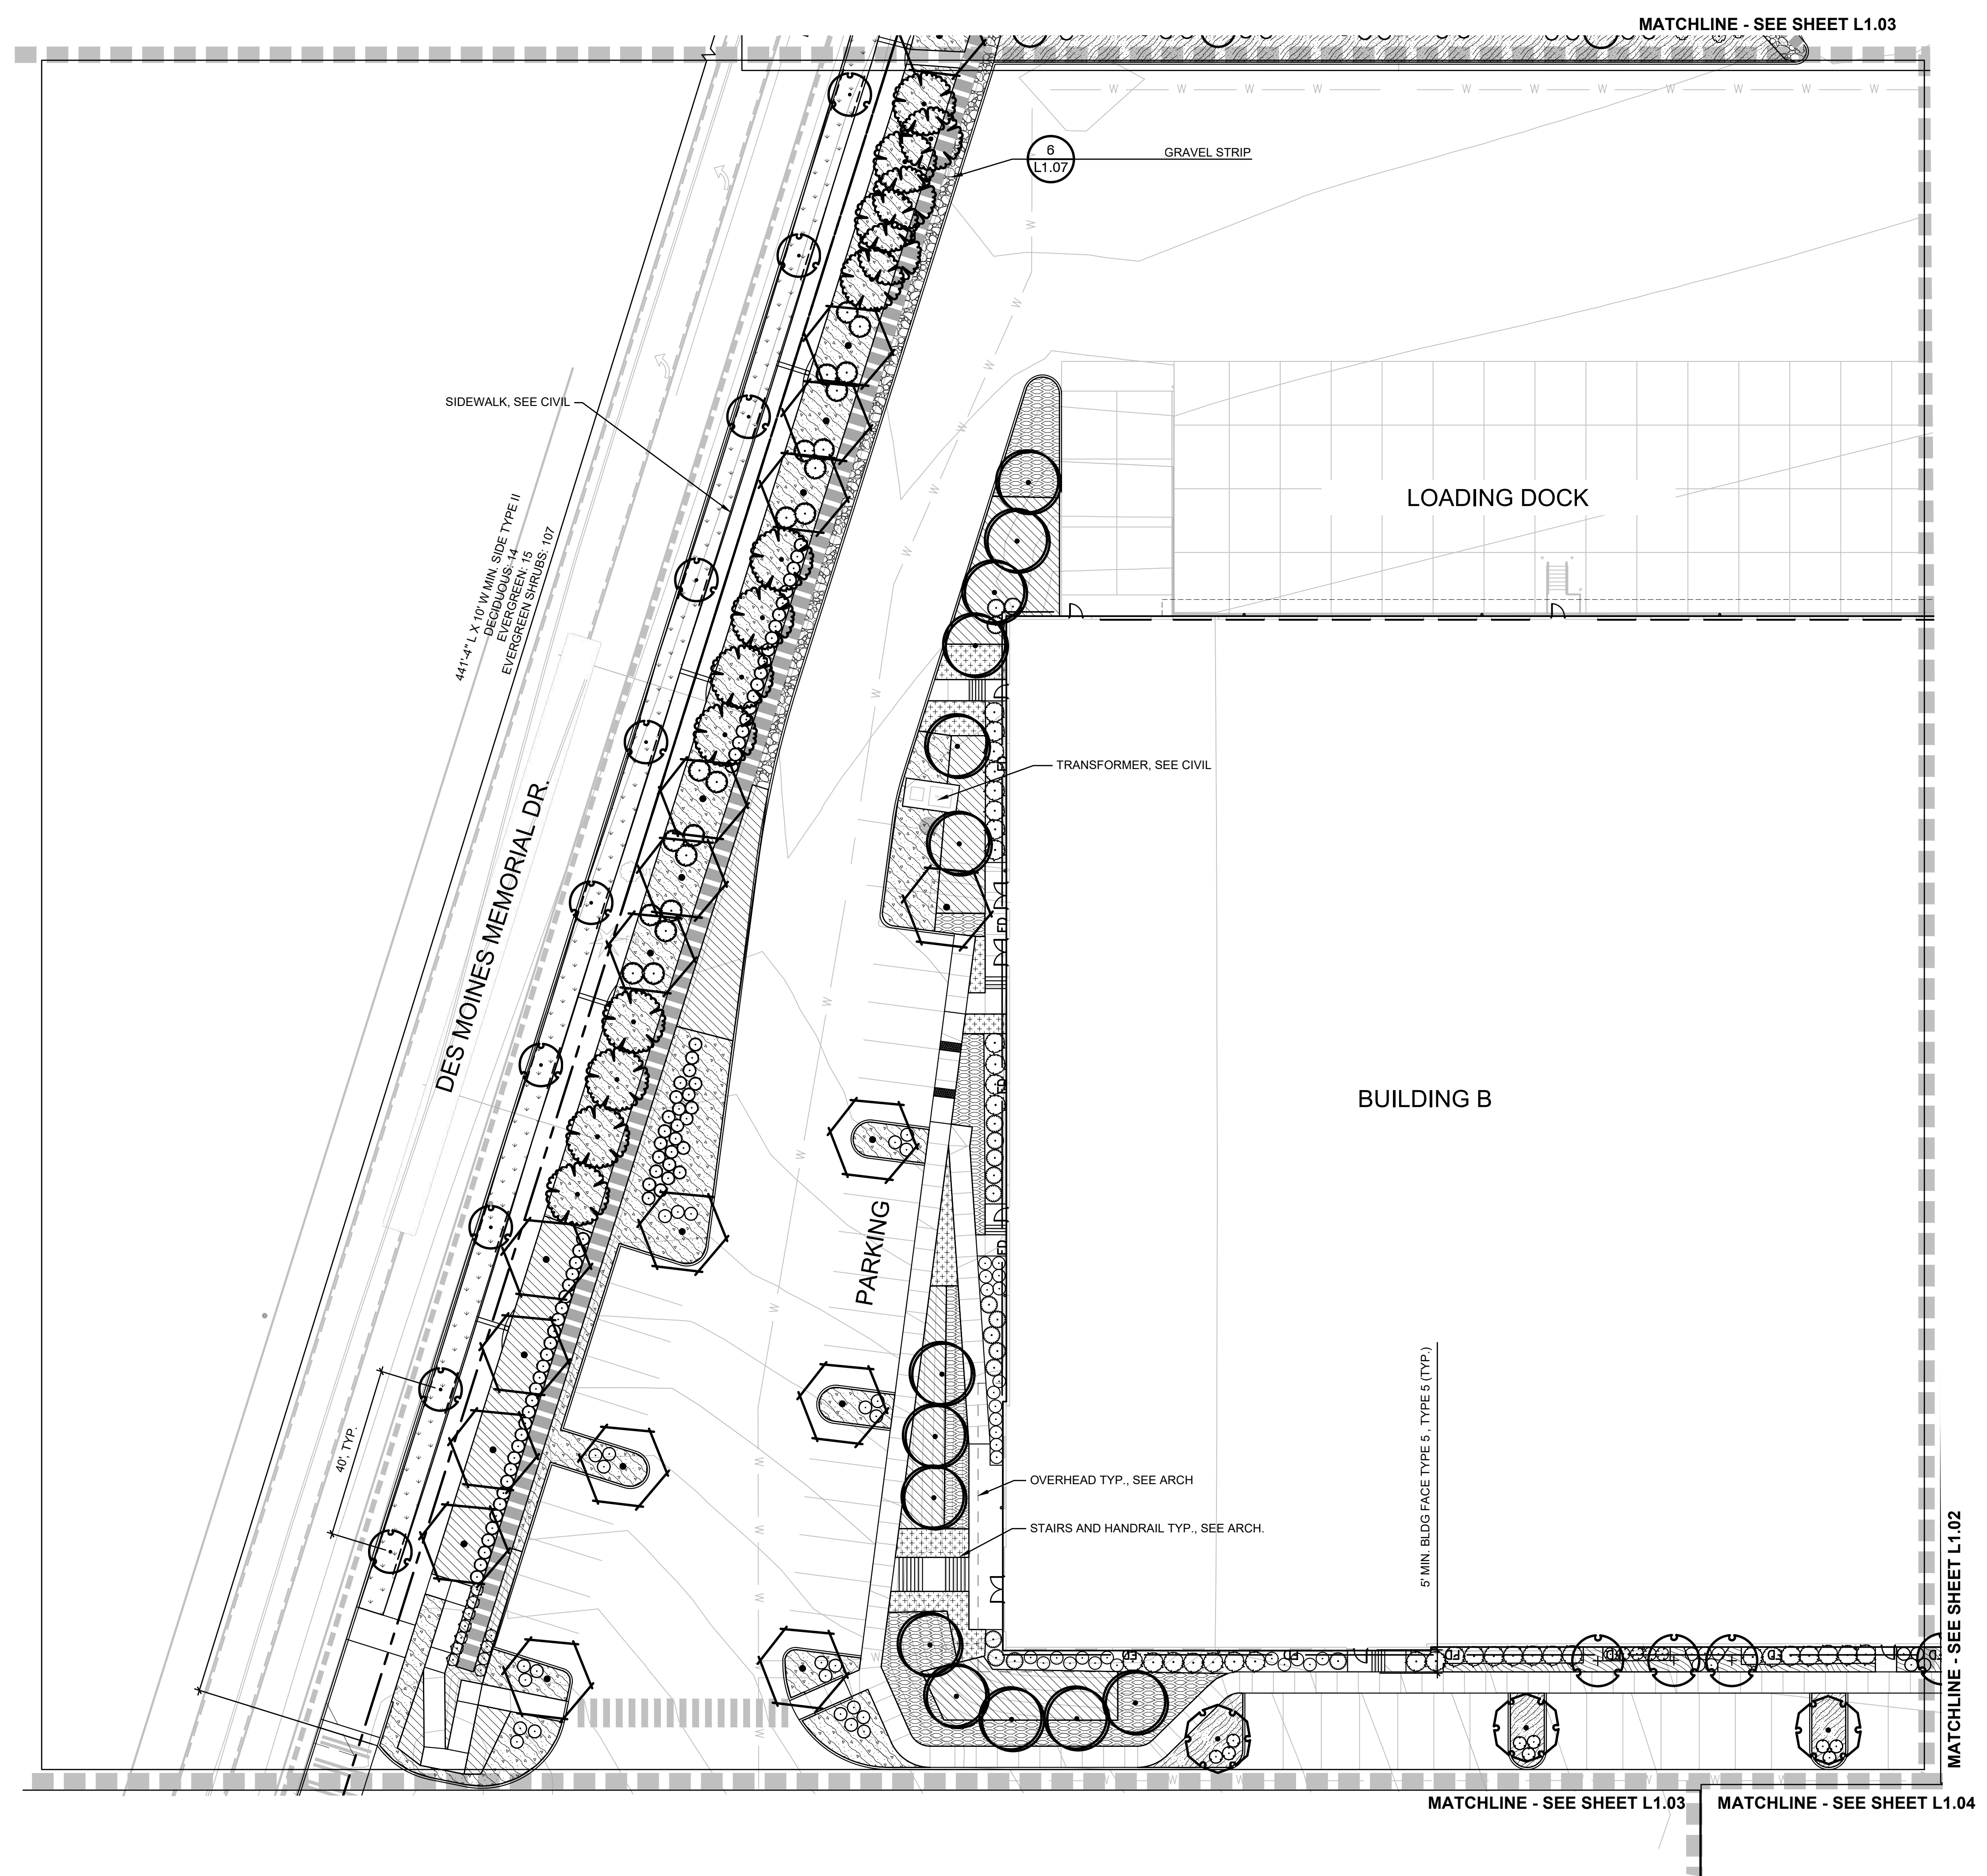 MATCHLINE - SEE SHEET L1.03
6
L1.07
GRAVEL STRIP
SIDEWALK, SEE CIVIL
LOADING DOCK
441'-4" L X 10' W MIN. SIDE TYPE II
DECIDUOUS: 14
EVERGREEN: 15
EVERGREEN SHRUBS: 107
TRANSFORMER, SEE CIVIL
DES MOINES MEMORIAL DR.
BUILDING B
PARKING
40', TYP.
5' MIN. BLDG FACE TYPE 5 , TYPE 5 (TYP.)
OVERHEAD TYP., SEE ARCH
STAIRS AND HANDRAIL TYP., SEE ARCH.
MATCHLINE - SEE SHEET L1.02
MATCHLINE - SEE SHEET L1.03
MATCHLINE - SEE SHEET L1.04